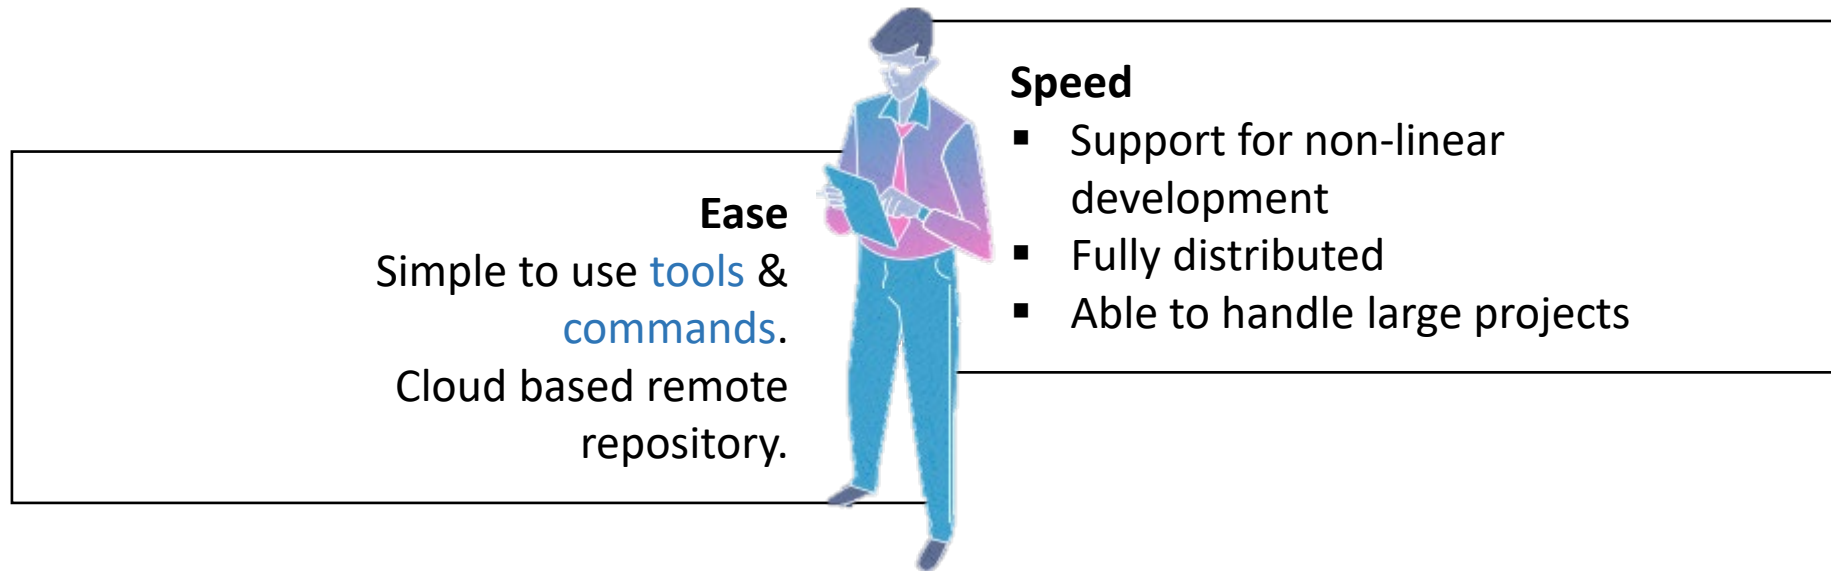 Ease
Simple to use tools &
commands.
Cloud based remote
repository.
Speed
▪ Support for non-linear
development
▪ Fully distributed
▪ Able to handle large projects